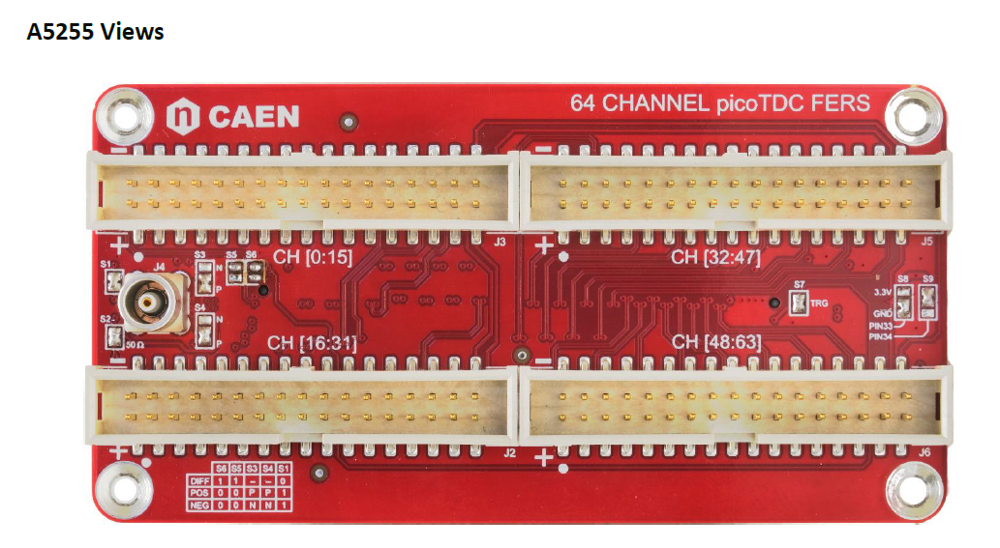 A5255 Views
n CAEN
64 CHANNEL picoTDC FERS
J3
J5
CH [0:15]
CH [32:47]
S1
J4
S3
N
P
S5
S6
S7
TRG
S8
S9
3.3V
GND
PIN33
PIN34
S2
50 Ω
S4
N
P
CH [16:31]
CH [48:63]
J2
J6
S6 S5 S3 S4 S1
DIFF 1 1 – – 0
POS 0 0 P P 1
NEG 0 0 N N 1